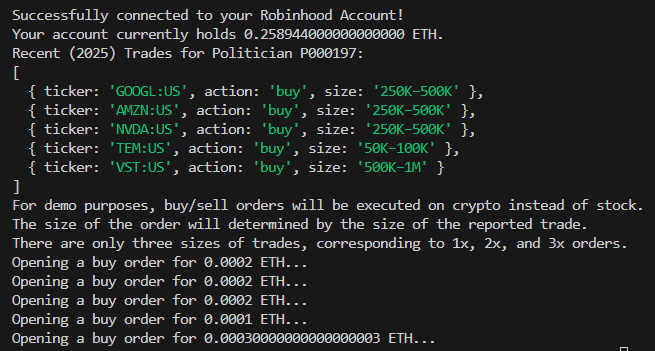 Successfully connected to your Robinhood Account!
Your account currently holds 0.258944000000000000 ETH.
Recent (2025) Trades for Politician P000197:
[
  { ticker: 'GOOGL:US', action: 'buy', size: '250K–500K' },
  { ticker: 'AMZN:US', action: 'buy', size: '250K–500K' },
  { ticker: 'NVDA:US', action: 'buy', size: '250K–500K' },
  { ticker: 'TEM:US', action: 'buy', size: '50K–100K' },
  { ticker: 'VST:US', action: 'buy', size: '500K–1M' }
]
For demo purposes, buy/sell orders will be executed on crypto instead of stock.
The size of the order will determined by the size of the reported trade.
There are only three sizes of trades, corresponding to 1x, 2x, and 3x orders.
Opening a buy order for 0.0002 ETH...
Opening a buy order for 0.0002 ETH...
Opening a buy order for 0.0002 ETH...
Opening a buy order for 0.0001 ETH...
Opening a buy order for 0.00030000000000000003 ETH...